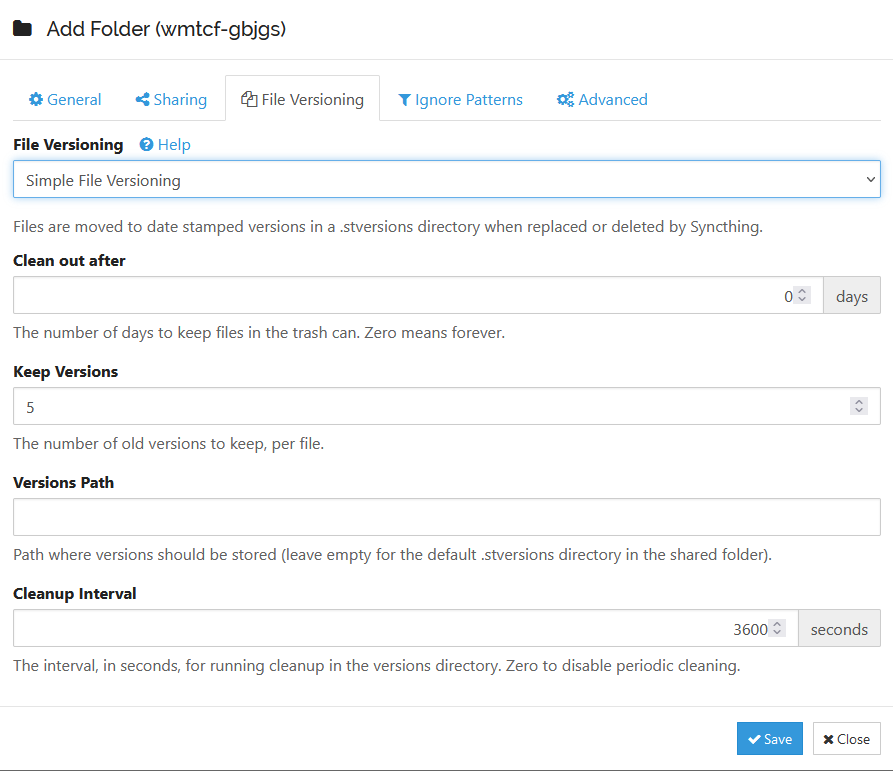 Add Folder (wmtcf-gbjgs)
General Sharing File Versioning Ignore Patterns Advanced
File Versioning Help
Simple File Versioning
Files are moved to date stamped versions in a .stversions directory when replaced or deleted by Syncthing.
Clean out after
0 days
The number of days to keep files in the trash can. Zero means forever.
Keep Versions
5
The number of old versions to keep, per file.
Versions Path
Path where versions should be stored (leave empty for the default .stversions directory in the shared folder).
Cleanup Interval
3600 seconds
The interval, in seconds, for running cleanup in the versions directory. Zero to disable periodic cleaning.
Save Close